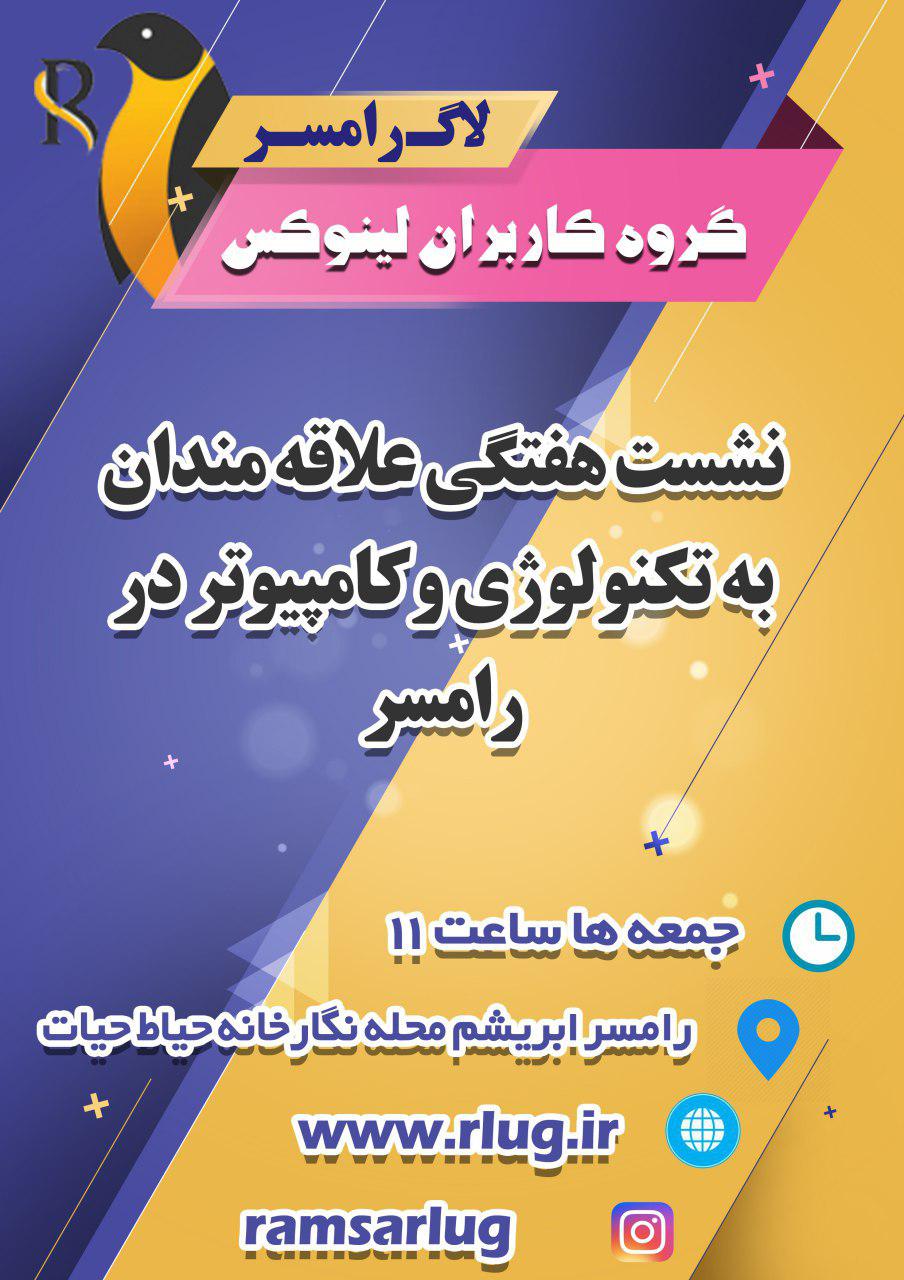 R
لاگ رامسر
گروه کاربران لینوکس
نشست هفتگی علاقه مندان
به تکنولوژی و کامپیوتر در
رامسر
جمعه ها ساعت ۱۱
رامسر ابریشم محله نگارخانه حیاط حیات
www.rlug.ir
ramsarlug